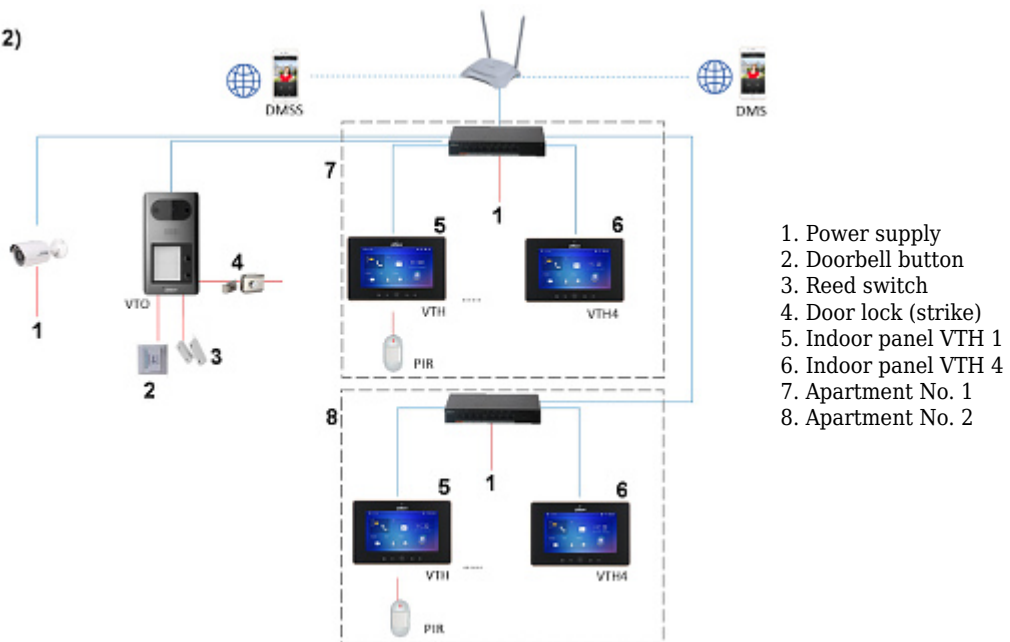 2)
DMSS
DMS
7
1
5
6
4
VTO
VTH
....
VTH4
1
3
2
PIR
8
1
5
6
VTH
.....
VTH4
PIR
1. Power supply
2. Doorbell button
3. Reed switch
4. Door lock (strike)
5. Indoor panel VTH 1
6. Indoor panel VTH 4
7. Apartment No. 1
8. Apartment No. 2